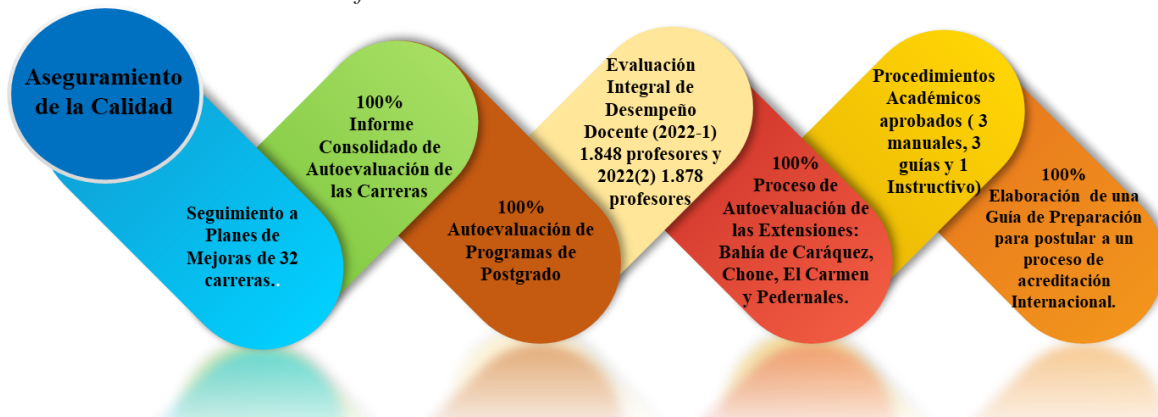 Aseguramiento
de la Calidad
Seguimiento a
Planes de
Mejoras de 32
carreras..
100%
Informe
Consolidado de
Autoevaluación de
las Carreras
100%
Autoevaluación de
Programas de
Postgrado
Evaluación
Integral de
Desempeño
Docente (2022-1)
1.848 profesores y
2022(2) 1.878
profesores
100%
Proceso de
Autoevaluación de
las Extensiones:
Bahía de Caráquez,
Chone, El Carmen
y Pedernales.
Procedimientos
Académicos
aprobados ( 3
manuales, 3
guías y 1
Instructivo)
100%
Elaboración de una
Guía de Preparación
para postular a un
proceso de
acreditación
Internacional.